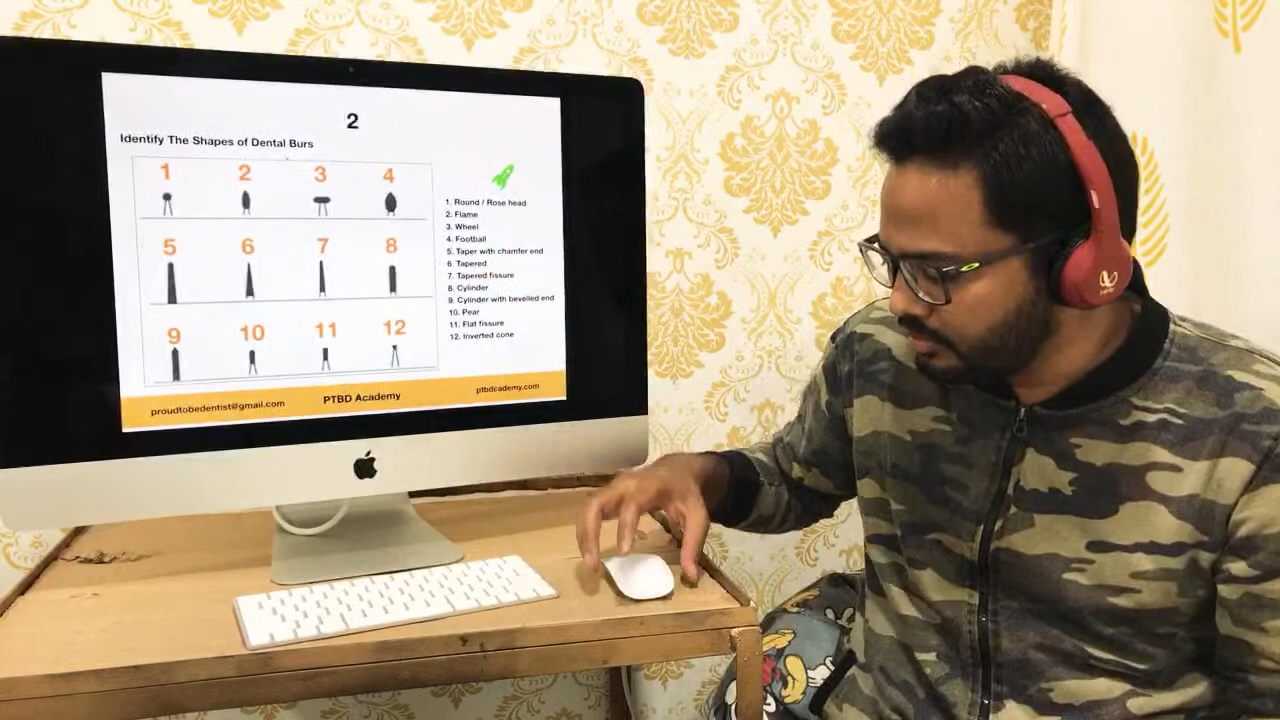 2
Identify The Shapes of Dental Burs
1 2 3 4
5 6 7 8
9 10 11 12
1. Round / Rose head
2. Flame
3. Wheel
4. Football
5. Taper with chamfer end
6. Tapered
7. Tapered fissure
8. Cylinder
9. Cylinder with bevelled end
10. Pear
11. Flat fissure
12. Inverted cone
proudtobedentist@gmail.com PTBD Academy ptbdcademy.com